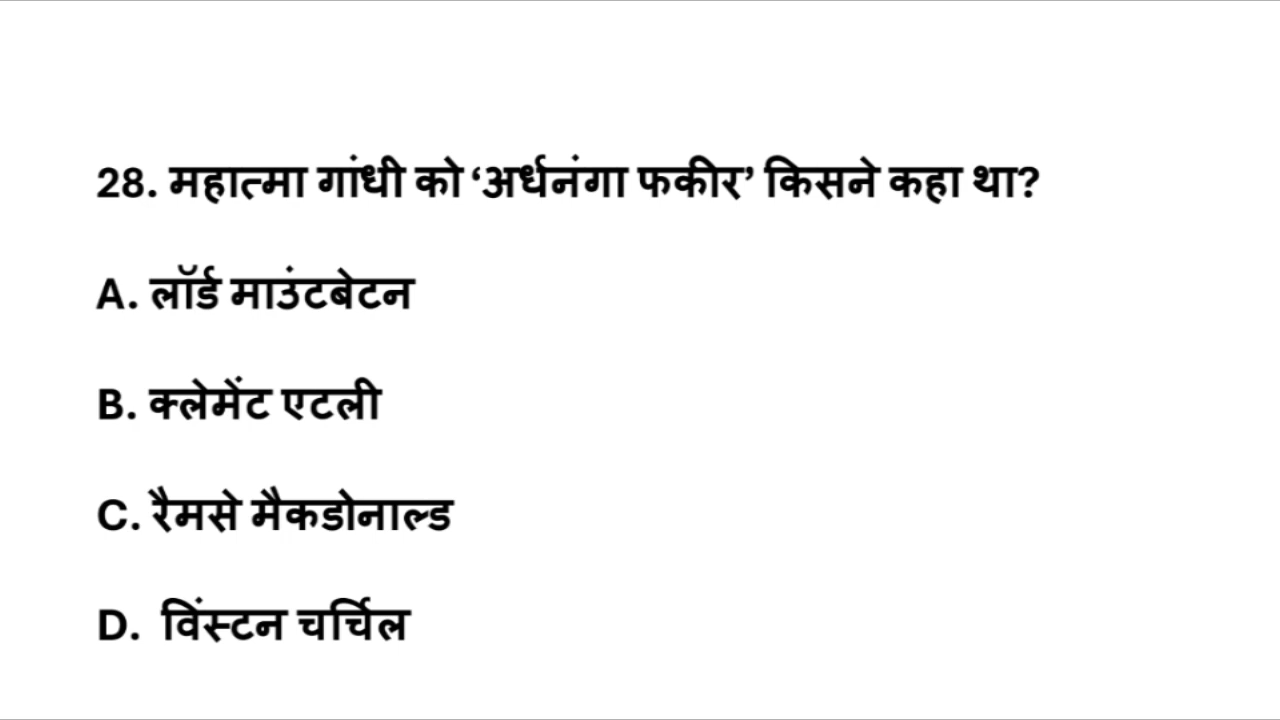 28. महात्मा गांधी को ‘अर्धनंगा फकीर’ किसने कहा था?
A. लॉर्ड माउंटबेटन
B. क्लेमेंट एटली
C. रैमसे मैकडोनाल्ड
D. विंस्टन चर्चिल